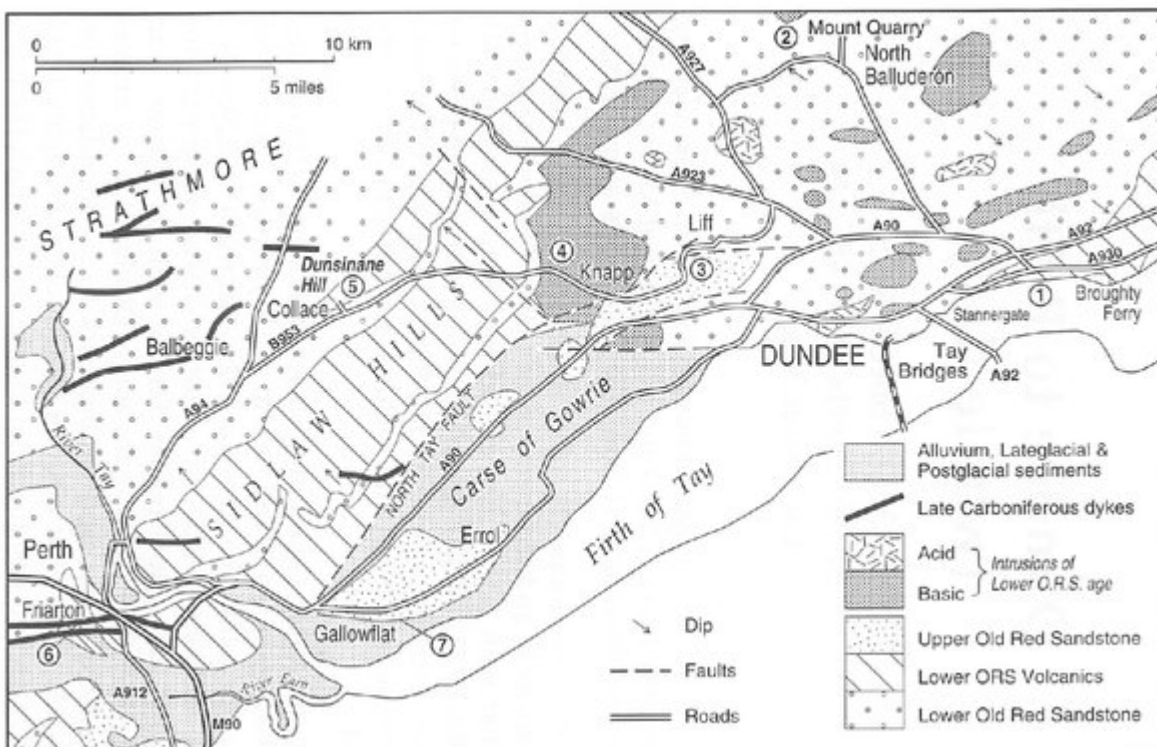 0 10 km
0 5 miles
A927
②
Mount Quarry
North
Balluderon
STRATHMORE
A923
Liff
A90
A92
A930
④
Knapp
③
Dunsinane
Hill
⑤
Collace
①
Stannergate
Broughty
Ferry
B953
Balbeggie
DUNDEE
Tay
Bridges
A92
A94
River Tay
SIDLAW HILLS
NORTH TAY FAULT
A90
Carse of Gowrie
Firth of Tay
Errol
Perth
Friarton
⑥
Gallowflat
⑦
A912
M90
River Earn
Alluvium, Lateglacial &
Postglacial sediments
Late Carboniferous dykes
Acid
Basic
Intrusions of
Lower O.R.S. age
Dip
Upper Old Red Sandstone
Faults
Lower ORS Volcanics
Roads
Lower Old Red Sandstone